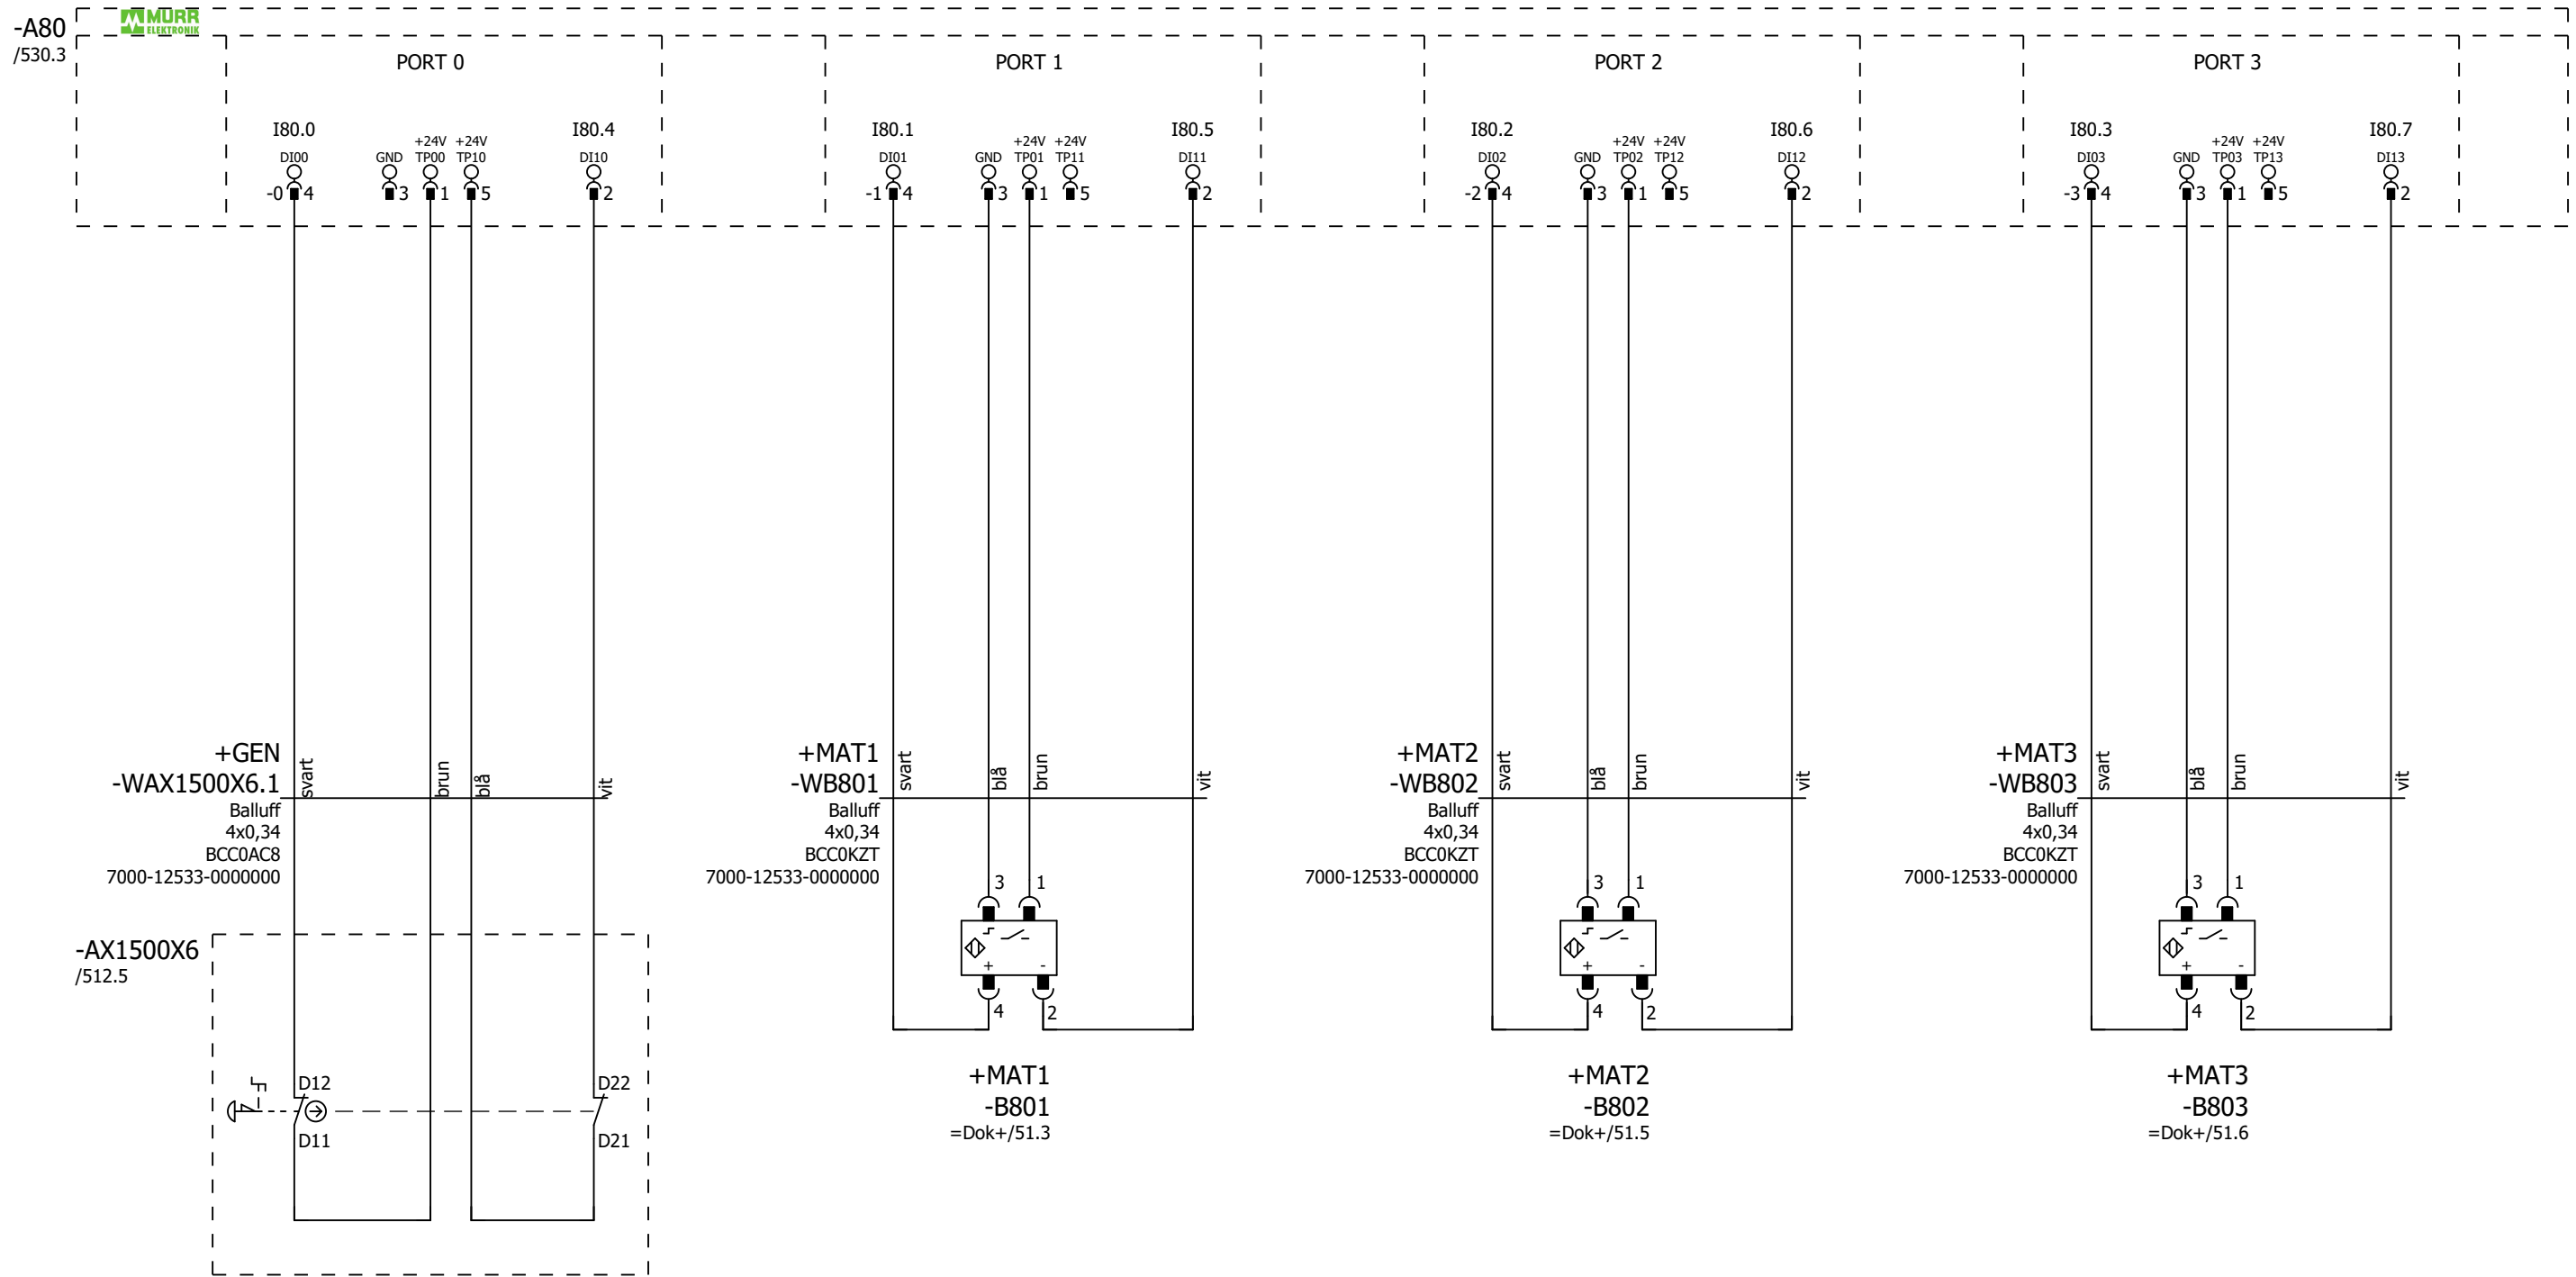 -A80
/530.3
MURR
ELEKTRONIK
PORT 0
I80.0
DI00
GND
+24V
TP00
+24V
TP10
I80.4
DI10
-0 4
3
1
5
2
PORT 1
I80.1
DI01
GND
+24V
TP01
+24V
TP11
I80.5
DI11
-1 4
3
1
5
2
PORT 2
I80.2
DI02
GND
+24V
TP02
+24V
TP12
I80.6
DI12
-2 4
3
1
5
2
PORT 3
I80.3
DI03
GND
+24V
TP03
+24V
TP13
I80.7
DI13
-3 4
3
1
5
2
+GEN
-WAX1500X6.1
Balluff
4x0,34
BCC0AC8
7000-12533-0000000
svart
brun
blå
vit
+MAT1
-WB801
Balluff
4x0,34
BCC0KZT
7000-12533-0000000
svart
blå
brun
vit
+MAT2
-WB802
Balluff
4x0,34
BCC0KZT
7000-12533-0000000
svart
blå
brun
vit
+MAT3
-WB803
Balluff
4x0,34
BCC0KZT
7000-12533-0000000
svart
blå
brun
vit
-AX1500X6
/512.5
D12
D11
D22
D21
3
1
+
-
4
2
+MAT1
-B801
=Dok+/51.3
3
1
+
-
4
2
+MAT2
-B802
=Dok+/51.5
3
1
+
-
4
2
+MAT3
-B803
=Dok+/51.6